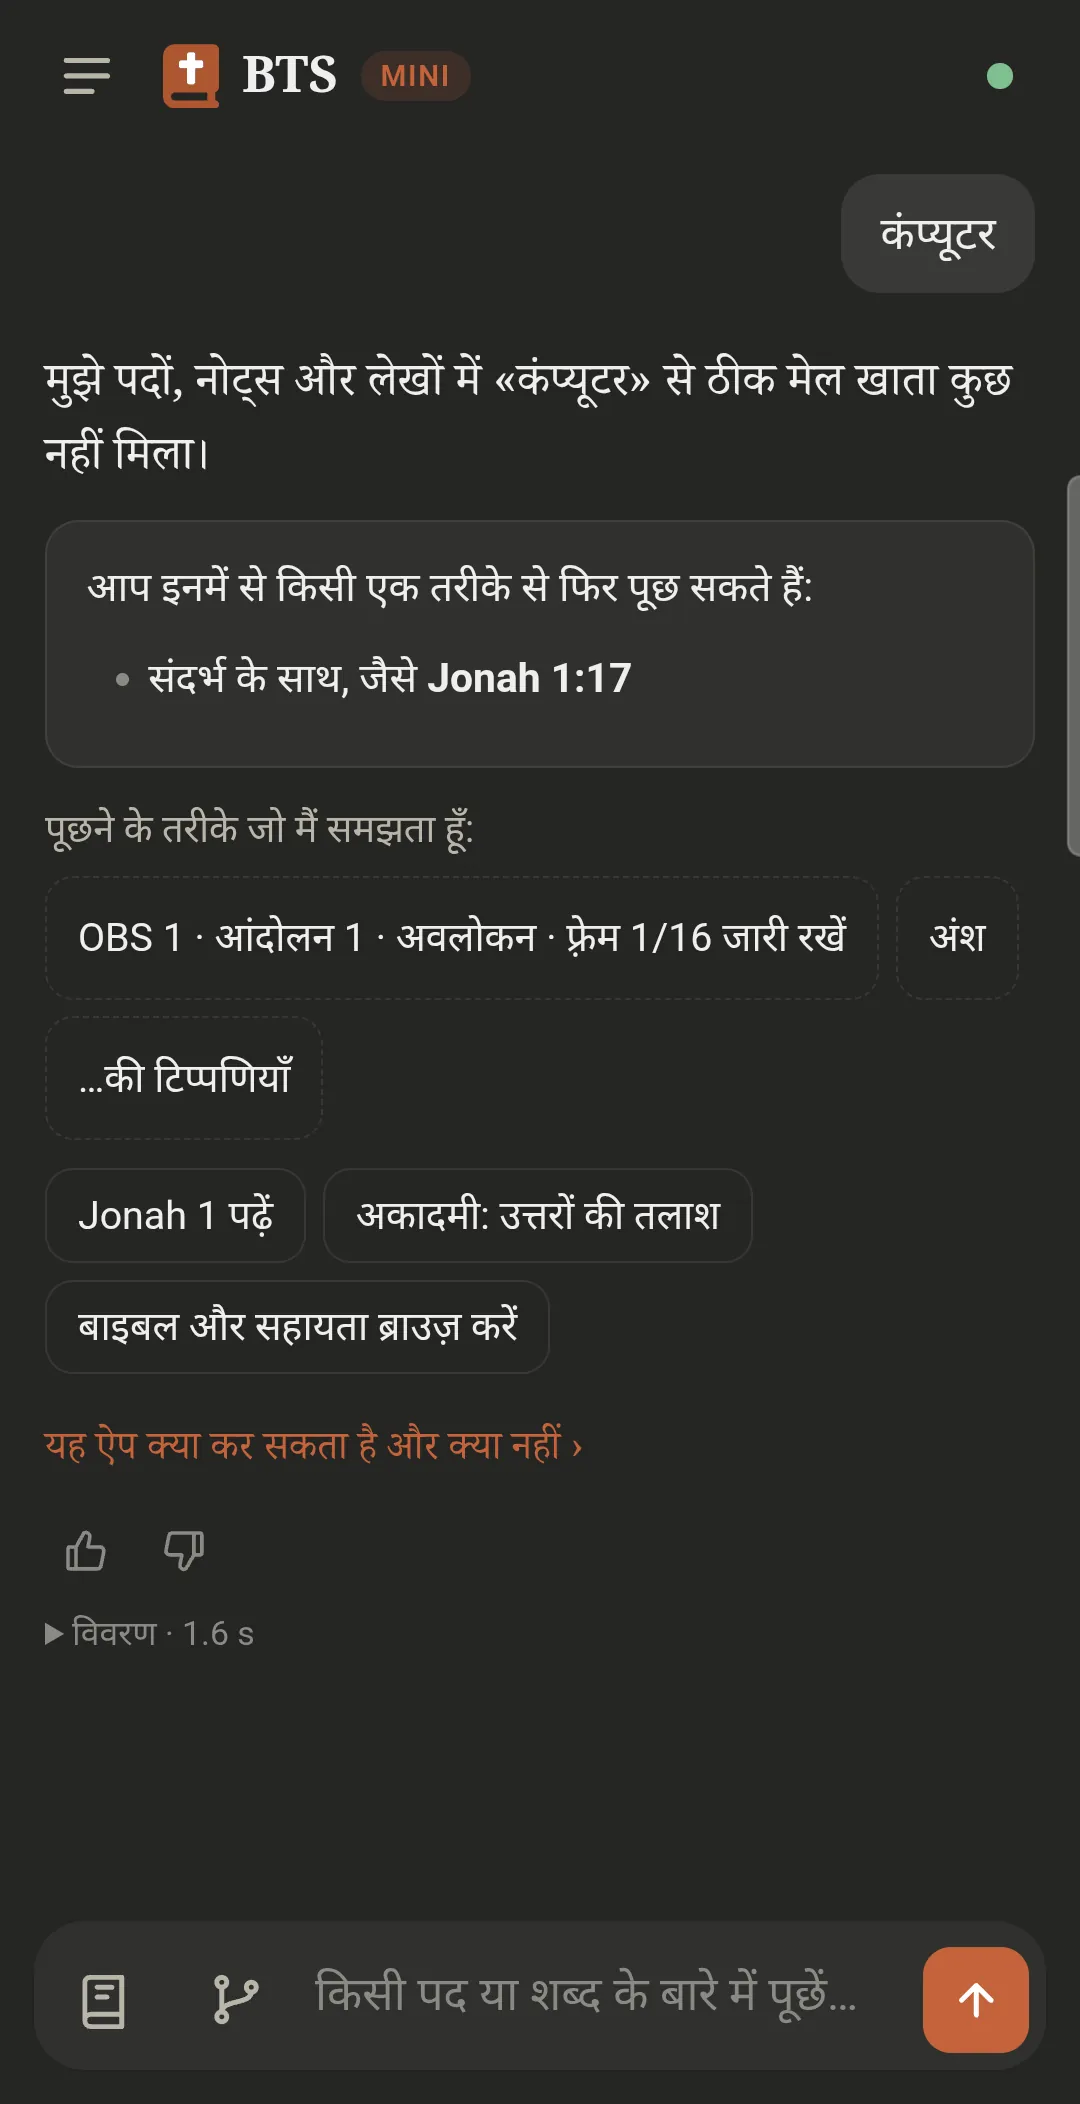 BTS MINI
कंप्यूटर
मुझे पदों, नोट्स और लेखों में «कंप्यूटर» से ठीक मेल खाता कुछ
नहीं मिला।
आप इनमें से किसी एक तरीके से फिर पूछ सकते हैं:
• संदर्भ के साथ, जैसे Jonah 1:17
पूछने के तरीके जो मैं समझता हूँ:
OBS 1 · आंदोलन 1 · अवलोकन · फ़्रेम 1/16 जारी रखें अंश
…की टिप्पणियाँ
Jonah 1 पढ़ें अकादमी: उत्तरों की तलाश
बाइबल और सहायता ब्राउज़ करें
यह ऐप क्या कर सकता है और क्या नहीं ›
▶ विवरण · 1.6 s
किसी पद या शब्द के बारे में पूछें…